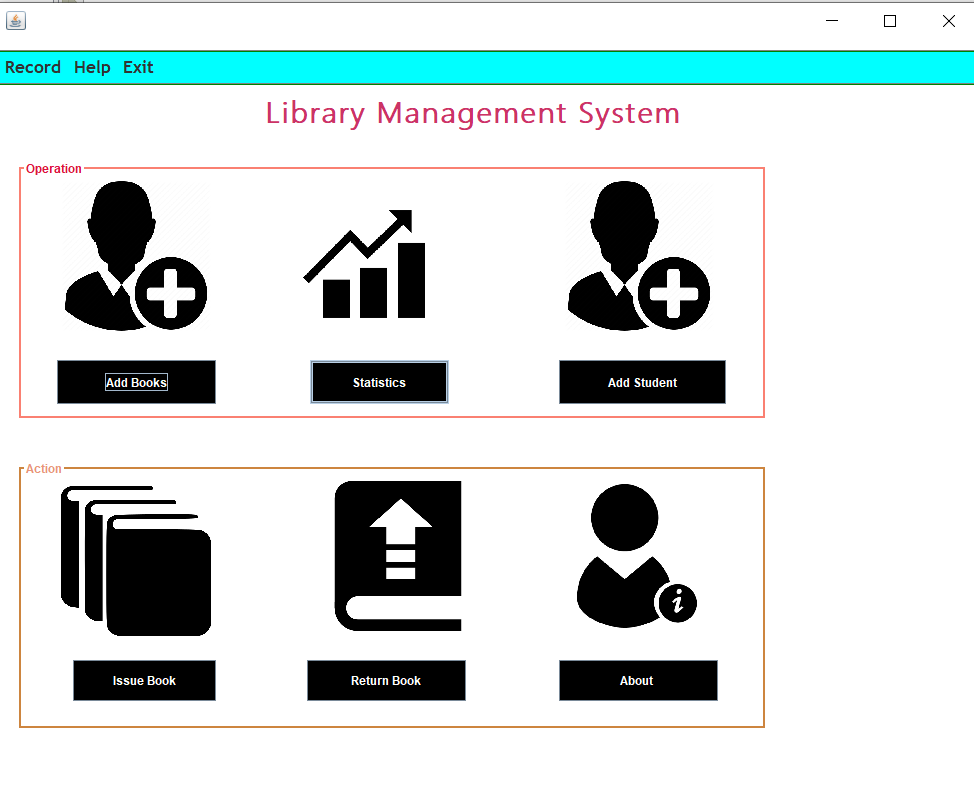 Record Help Exit
Library Management System
Operation
Add Books Statistics Add Student
Action
i
Issue Book Return Book About